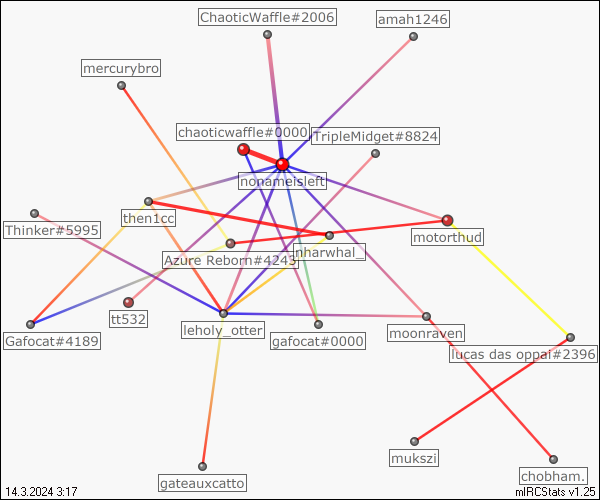 ChaoticWaffle#2006
amah1246
mercurybro
chaoticwaffle#0000
TripleMidget#8824
nonameisleft
then1cc
Thinker#5995
motorthud
nharwhal_
Azure Reborn#4243
tt532
leholy_otter
Gafocat#4189
gafocat#0000
moonraven
lucas das oppai#2396
mukszi
gateauxcatto
chobham.
14.3.2024 3:17
mIRCStats v1.25